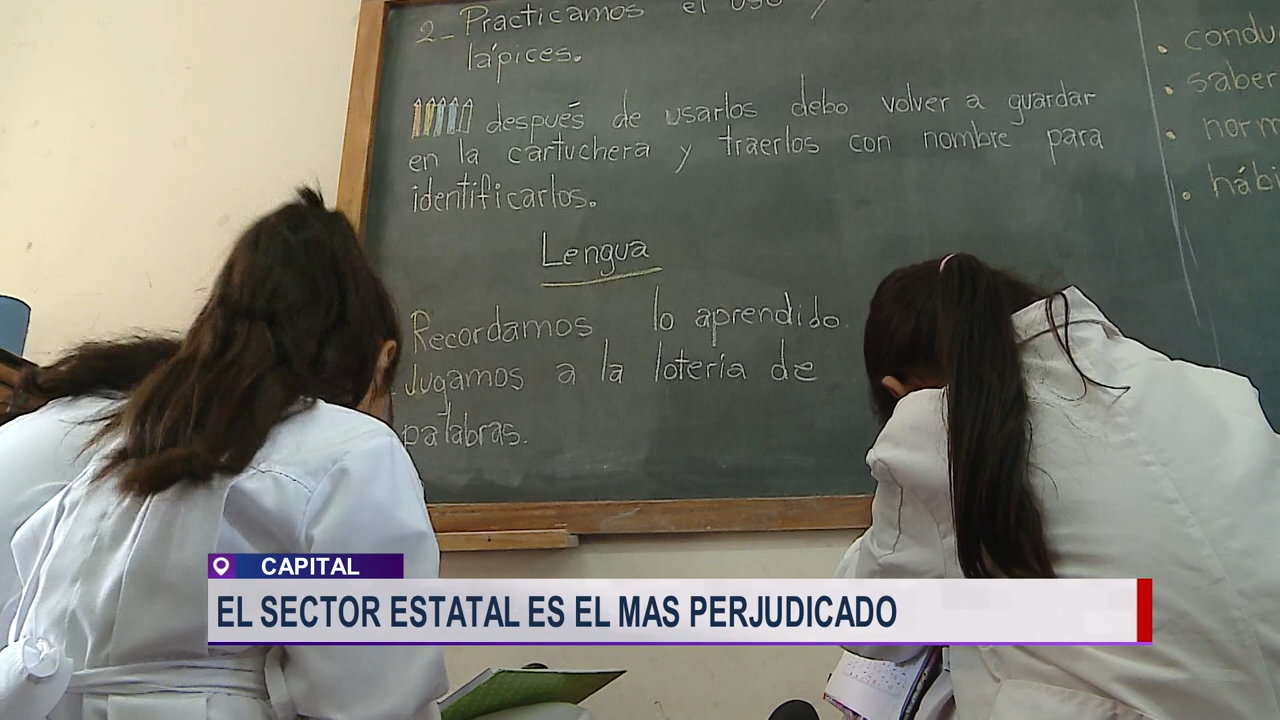 2- Practicamos el uso y
lápices.
después de usarlos debo volver a guardar
en la cartuchera y traerlos con nombre para
identificarlos.
Lengua
Recordamos lo aprendido.
Jugamos a la lotería de
palabras.
• condu
• saber
• norm
• hábi
CAPITAL
EL SECTOR ESTATAL ES EL MAS PERJUDICADO